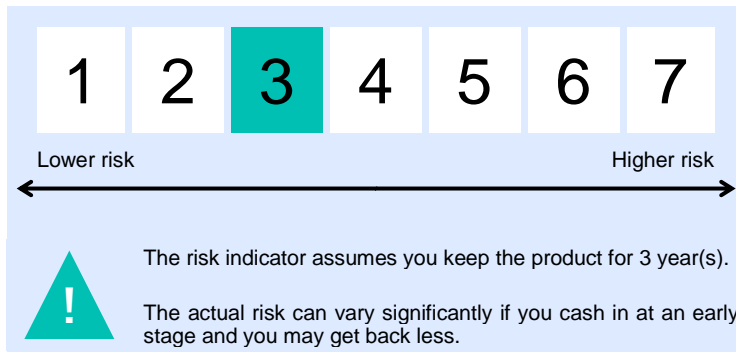 1 2 3 4 5 6 7
Lower risk Higher risk
The risk indicator assumes you keep the product for 3 year(s).
!
The actual risk can vary significantly if you cash in at an early
stage and you may get back less.